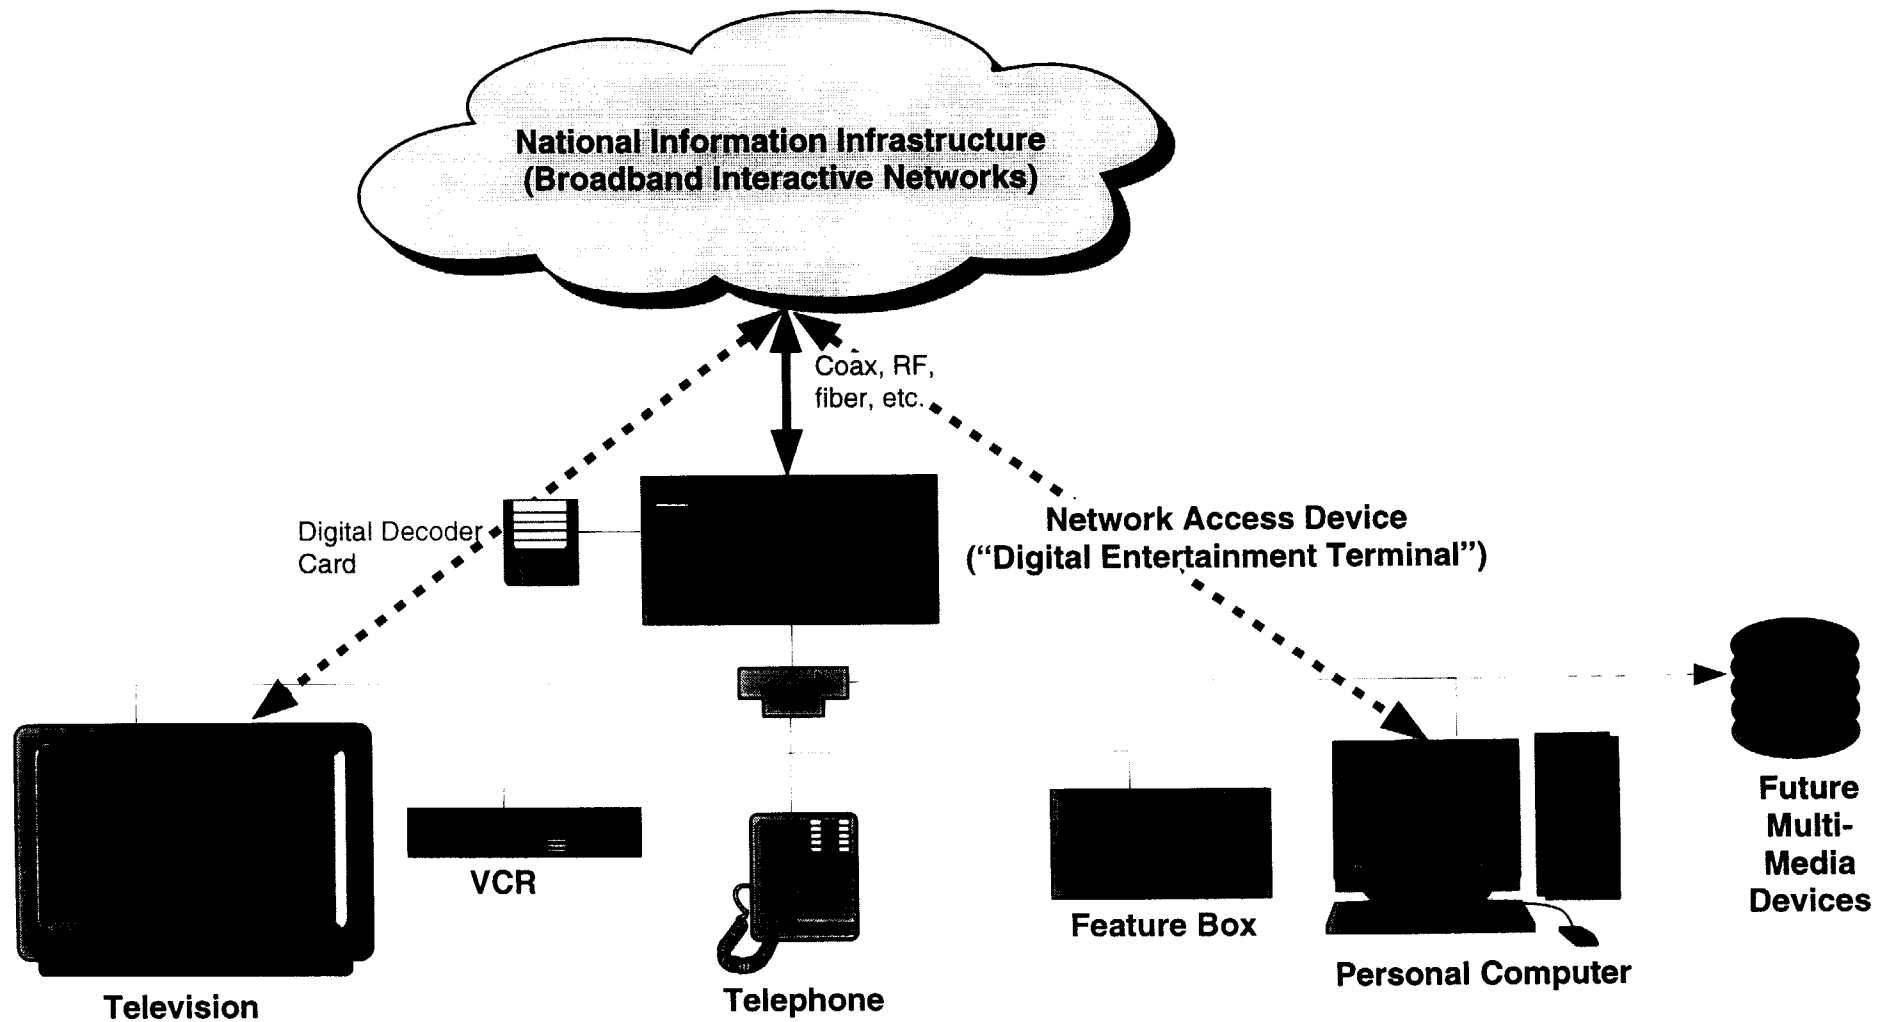 National Information Infrastructure
(Broadband Interactive Networks)
Coax, RF,
fiber, etc.
Digital Decoder
Card
Network Access Device
(“Digital Entertainment Terminal”)
Television
VCR
Telephone
Feature Box
Personal Computer
Future
Multi-
Media
Devices